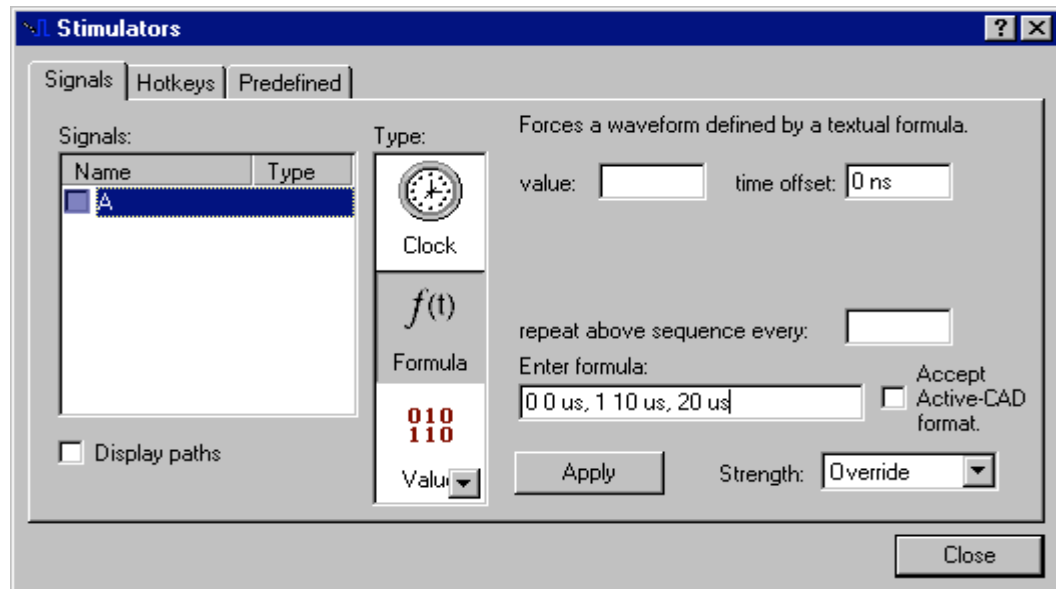 Stimulators
Signals Hotkeys Predefined
Signals:
Name Type
A
Display paths
Type:
Clock
f(t)
Formula
010
110
Valu
Forces a waveform defined by a textual formula.
value: time offset: 0 ns
repeat above sequence every:
Enter formula:
0 0 us, 1 10 us, 20 us
Accept
Active-CAD
format.
Apply Strength: Override
Close